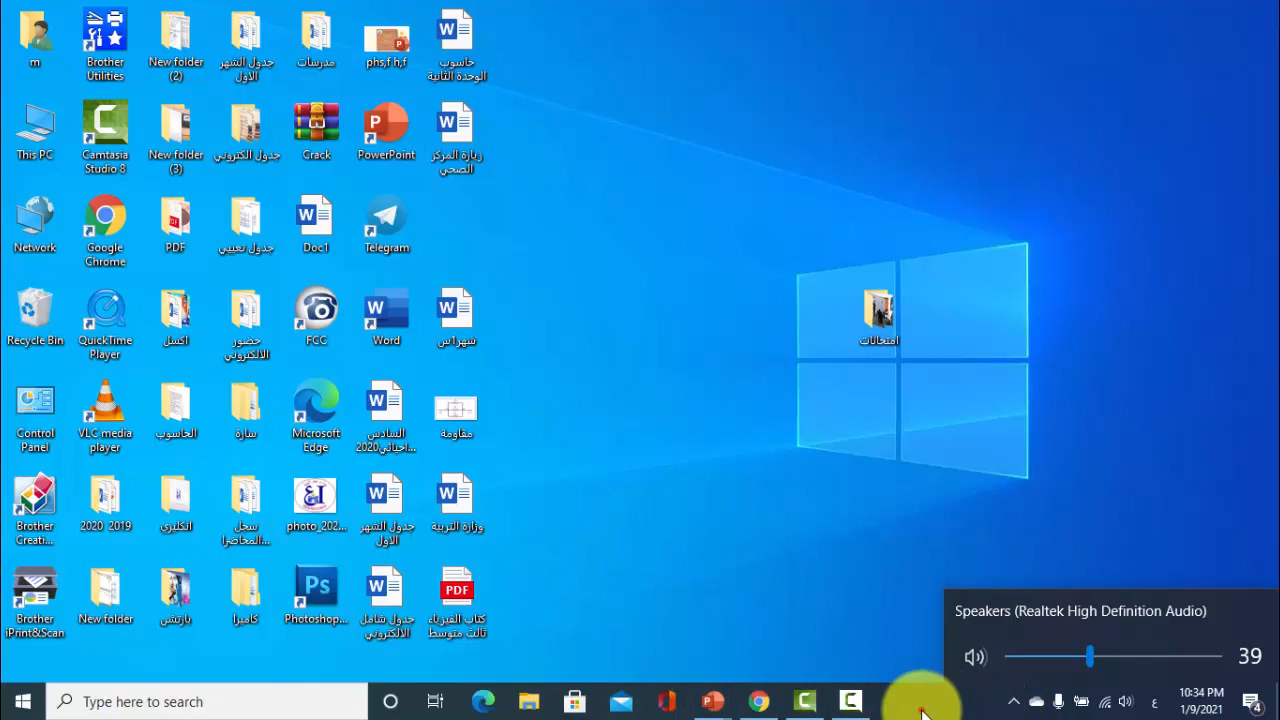 m
Brother
Utilities
New folder
(2)
جدول الشهر
الاول
مدرسات
phs,f h,f
حاسوب
الوحدة الثانية
This PC
Camtasia
Studio 8
New folder
(3)
جدول الكتروني
Crack
PowerPoint
زيارة المركز
الصحي
Network
Google
Chrome
PDF
جدول تعييي
Doc1
Telegram
Recycle Bin
QuickTime
Player
اكسل
حضور
الالكتروني
FCC
Word
شهر1س
امتحانات
Control
Panel
VLC media
player
الحاسوب
سارة
Microsoft
Edge
السادس
احيائي2020...
مقاومة
Brother
Creati...
2020_2019
انكليزي
سجل
المحاضرا...
photo_202...
جدول الشهر
الاول
وزارة التربية
Brother
iPrint&Scan
New folder
بارتشن
كاميرا
Photoshop...
جدول شامل
الالكتروني
كتاب الفيزياء
ثالث متوسط
Speakers (Realtek High Definition Audio)
39
Type here to search
ع
10:34 PM
1/9/2021
4